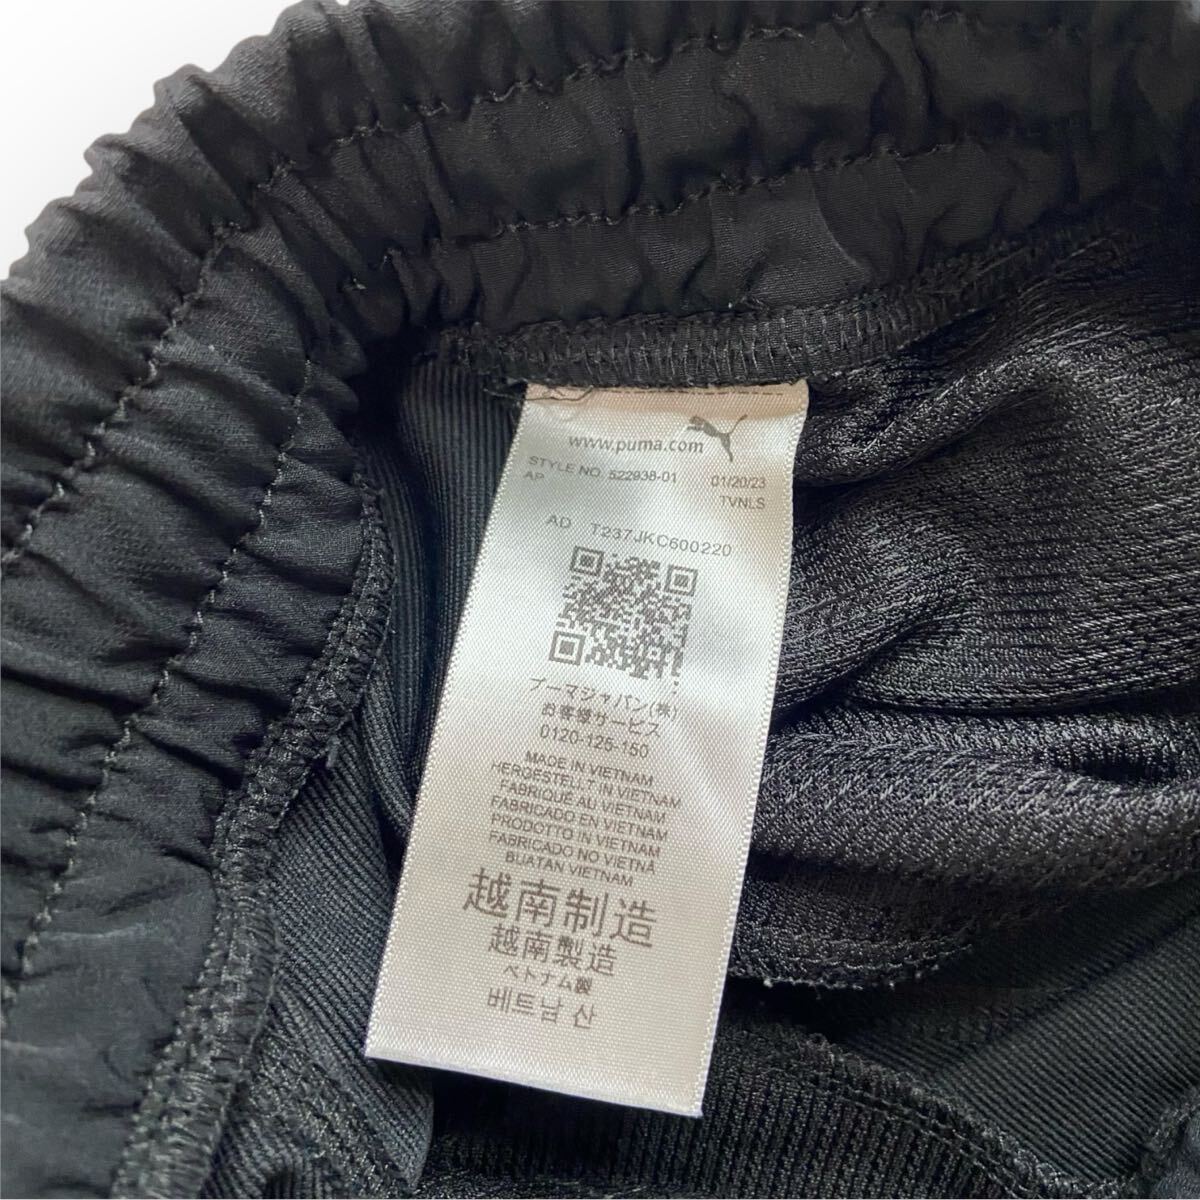 www.puma.com
STYLE NO. 522938-01 01/20/23
AP TVNLS
AD T237JKC600220
プーマジャパン(株)
お客様サービス
0120-125-150
MADE IN VIETNAM
HERGESTELLT IN VIETNAM
FABRIQUÉ AU VIETNAM
FABRICADO EN VIETNAM
PRODOTTO IN VIETNAM
FABRICADO NO VIETNÃ
BUATAN VIETNAM
越南制造
越南製造
ベトナム製
베트남 산